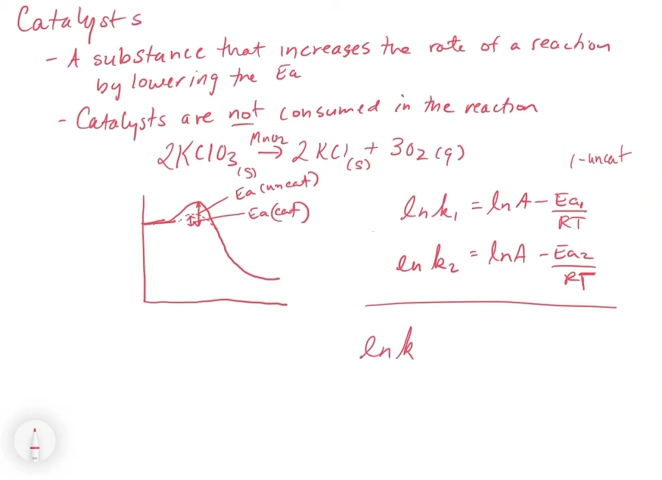 Catalysts
- A substance that increases the rate of a reaction
by lowering the Ea
- Catalysts are not consumed in the reaction
2KClO3 (s) MnO2 → 2 KCl (s) + 3O2 (g)
1-uncat
Ea (uncat)
Ea (cat)
ln k1 = ln A - Ea1/RT
ln k2 = ln A - Ea2/RT
ln k